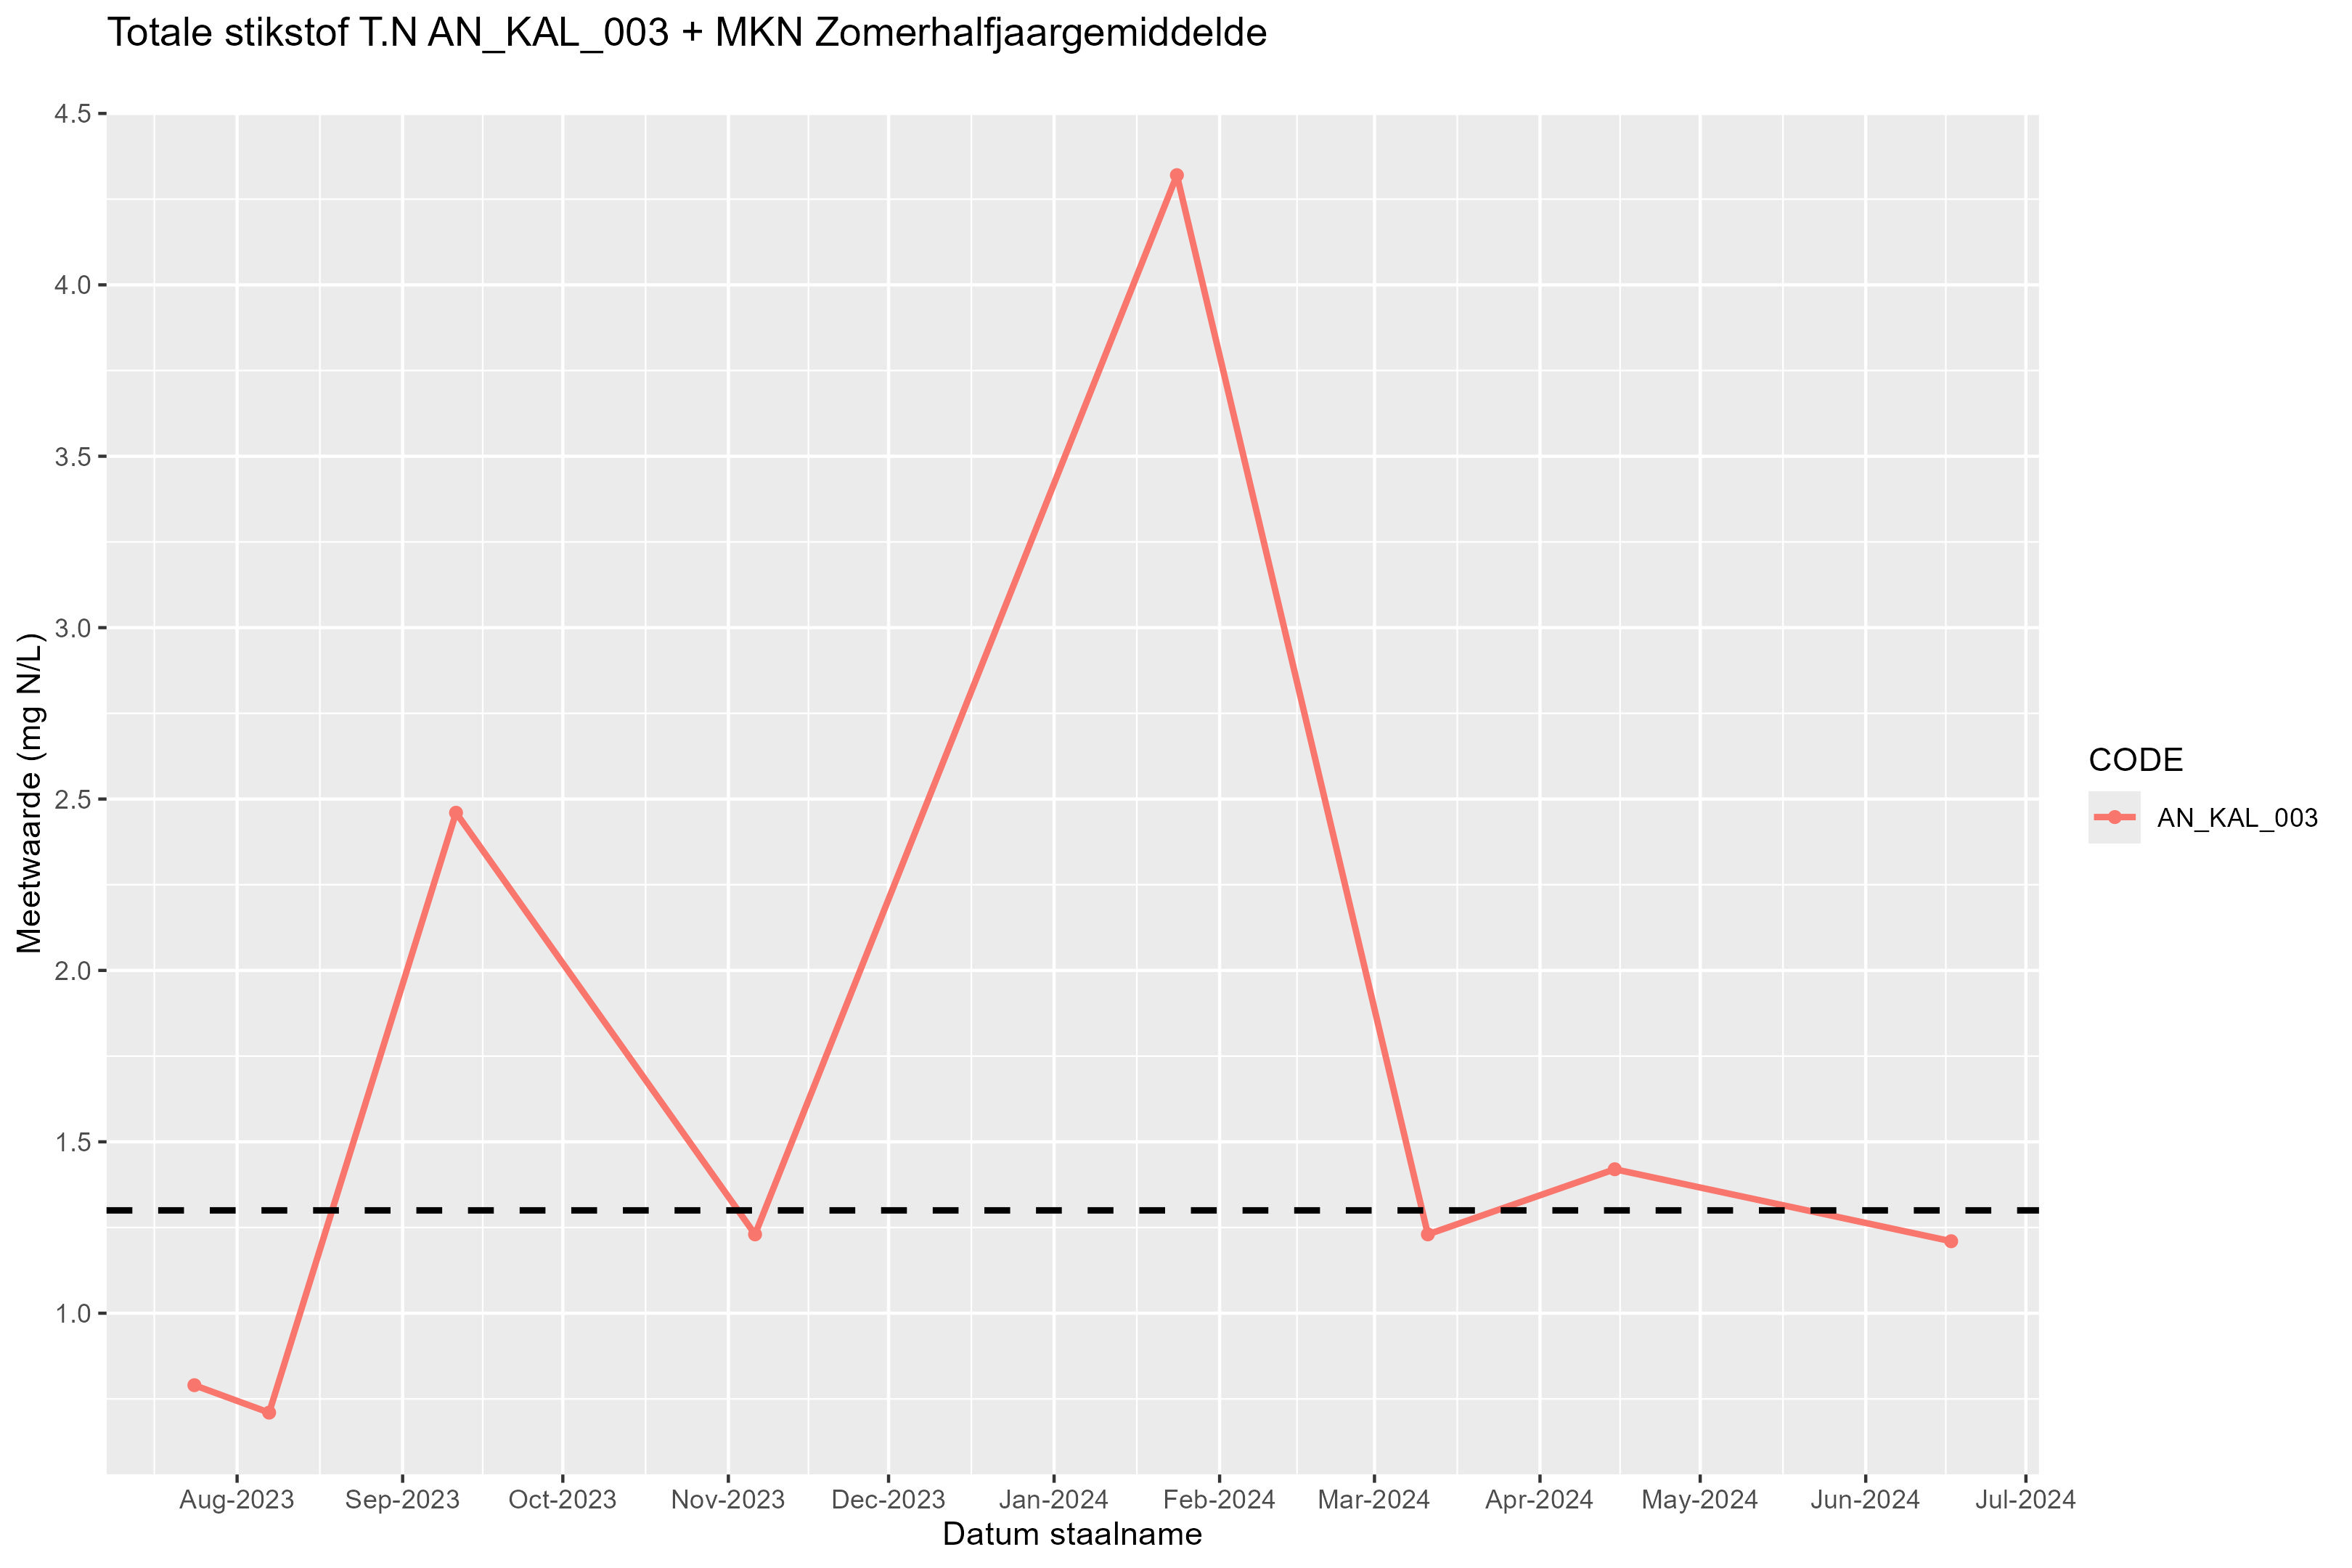 Totale stikstof T.N AN_KAL_003 + MKN Zomerhalfjaargemiddelde
4.5
4.0
3.5
3.0
2.5
2.0
1.5
1.0
Meetwaarde (mg N/L)
Aug-2023 Sep-2023 Oct-2023 Nov-2023 Dec-2023 Jan-2024 Feb-2024 Mar-2024 Apr-2024 May-2024 Jun-2024 Jul-2024
Datum staalname
CODE
AN_KAL_003